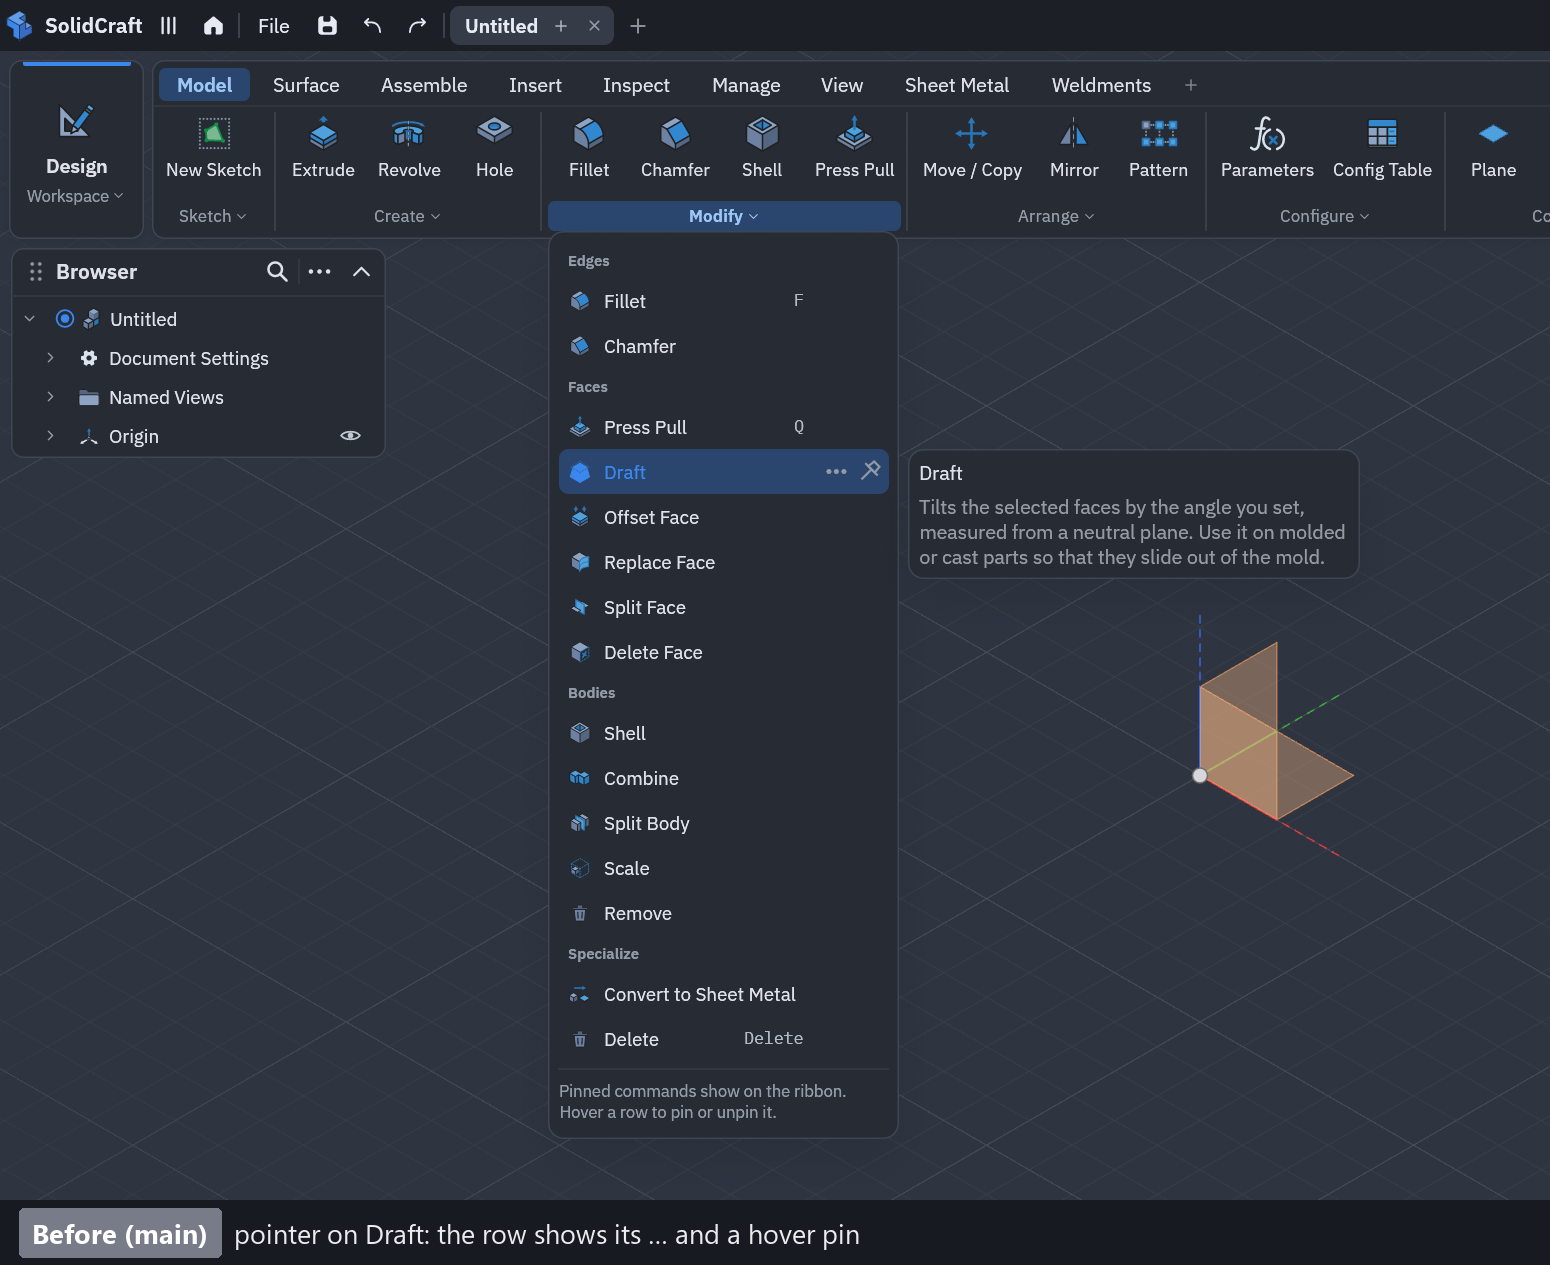 SolidCraft
File
Untitled
Design
Workspace
Model
Surface
Assemble
Insert
Inspect
Manage
View
Sheet Metal
Weldments
New Sketch
Extrude
Revolve
Hole
Fillet
Chamfer
Shell
Press Pull
Move / Copy
Mirror
Pattern
Parameters
Config Table
Plane
Sketch
Create
Modify
Arrange
Configure
Co
Browser
Untitled
Document Settings
Named Views
Origin
Edges
Fillet F
Chamfer
Faces
Press Pull Q
Draft
Offset Face
Replace Face
Split Face
Delete Face
Bodies
Shell
Combine
Split Body
Scale
Remove
Specialize
Convert to Sheet Metal
Delete Delete
Pinned commands show on the ribbon.
Hover a row to pin or unpin it.
Draft
Tilts the selected faces by the angle you set,
measured from a neutral plane. Use it on molded
or cast parts so that they slide out of the mold.
Before (main) pointer on Draft: the row shows its … and a hover pin